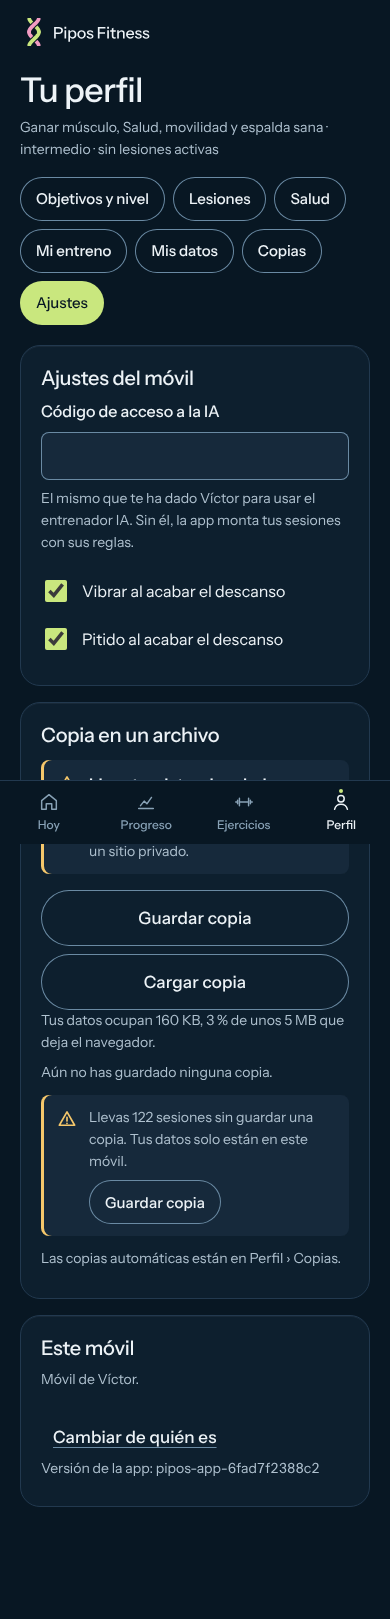 Pipos Fitness
Tu perfil
Ganar músculo, Salud, movilidad y espalda sana ·
intermedio · sin lesiones activas
Objetivos y nivel
Lesiones
Salud
Mi entreno
Mis datos
Copias
Ajustes
Ajustes del móvil
Código de acceso a la IA
El mismo que te ha dado Víctor para usar el
entrenador IA. Sin él, la app monta tus sesiones
con sus reglas.
Vibrar al acabar el descanso
Pitido al acabar el descanso
Copia en un archivo
Hoy
Progreso
Ejercicios
Perfil
un sitio privado.
Guardar copia
Cargar copia
Tus datos ocupan 160 KB, 3 % de unos 5 MB que
deja el navegador.
Aún no has guardado ninguna copia.
Llevas 122 sesiones sin guardar una
copia. Tus datos solo están en este
móvil.
Guardar copia
Las copias automáticas están en Perfil › Copias.
Este móvil
Móvil de Víctor.
Cambiar de quién es
Versión de la app: pipos-app-6fad7f2388c2